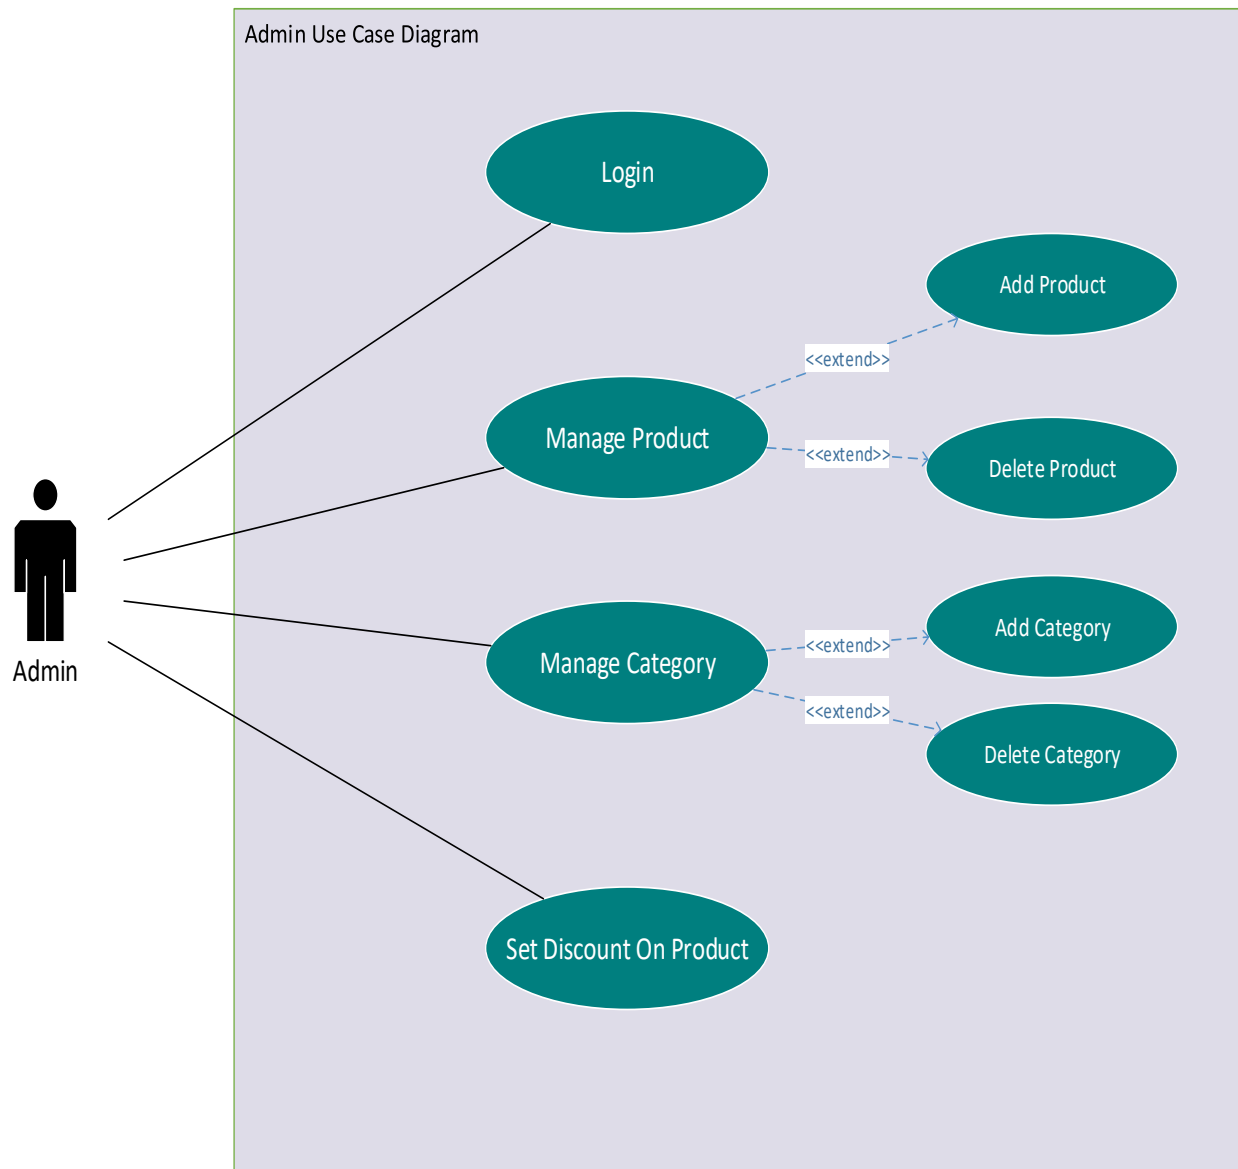 Admin Use Case Diagram
Login
Add Product
<<extend>>
Manage Product
<<extend>>
Delete Product
Admin
Add Category
<<extend>>
Manage Category
<<extend>>
Delete Category
Set Discount On Product